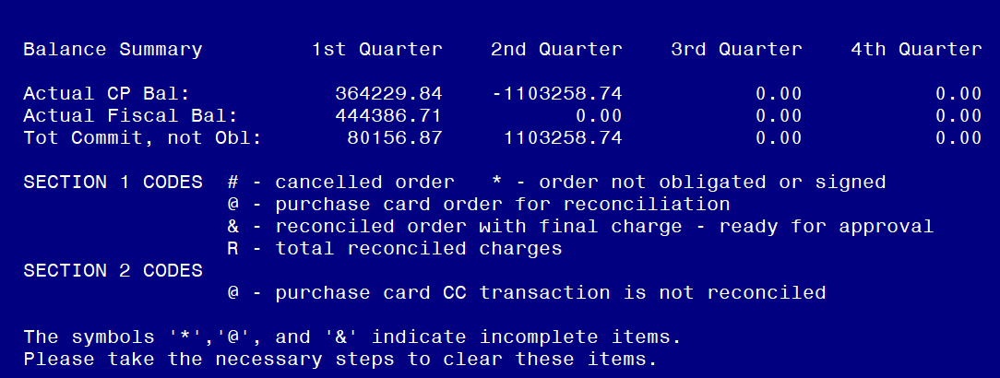 Balance Summary 1st Quarter 2nd Quarter 3rd Quarter 4th Quarter
Actual CP Bal: 364229.84 -1103258.74 0.00 0.00
Actual Fiscal Bal: 444386.71 0.00 0.00 0.00
Tot Commit, not Obl: 80156.87 1103258.74 0.00 0.00
SECTION 1 CODES # - cancelled order * - order not obligated or signed
@ - purchase card order for reconciliation
& - reconciled order with final charge - ready for approval
R - total reconciled charges
SECTION 2 CODES
@ - purchase card CC transaction is not reconciled
The symbols '*','@', and '&' indicate incomplete items.
Please take the necessary steps to clear these items.